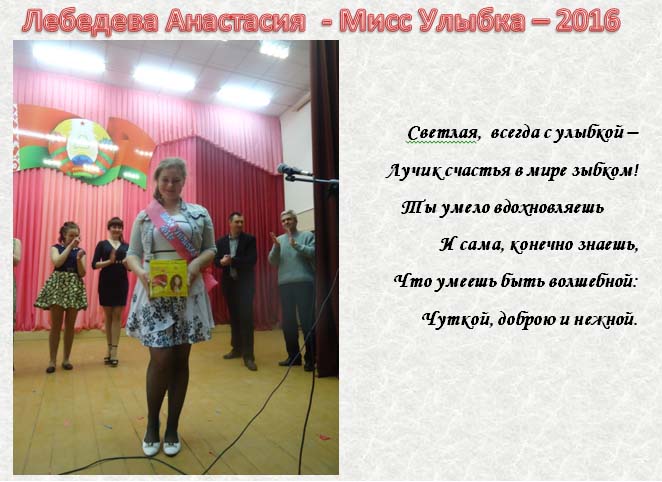 Лебедева Анастасия - Мисс Улыбка – 2016
Светлая, всегда с улыбкой –
Лучик счастья в мире зыбком!
Ты умело вдохновляешь
И сама, конечно знаешь,
Что умеешь быть волшебной:
Чуткой, доброю и нежной.